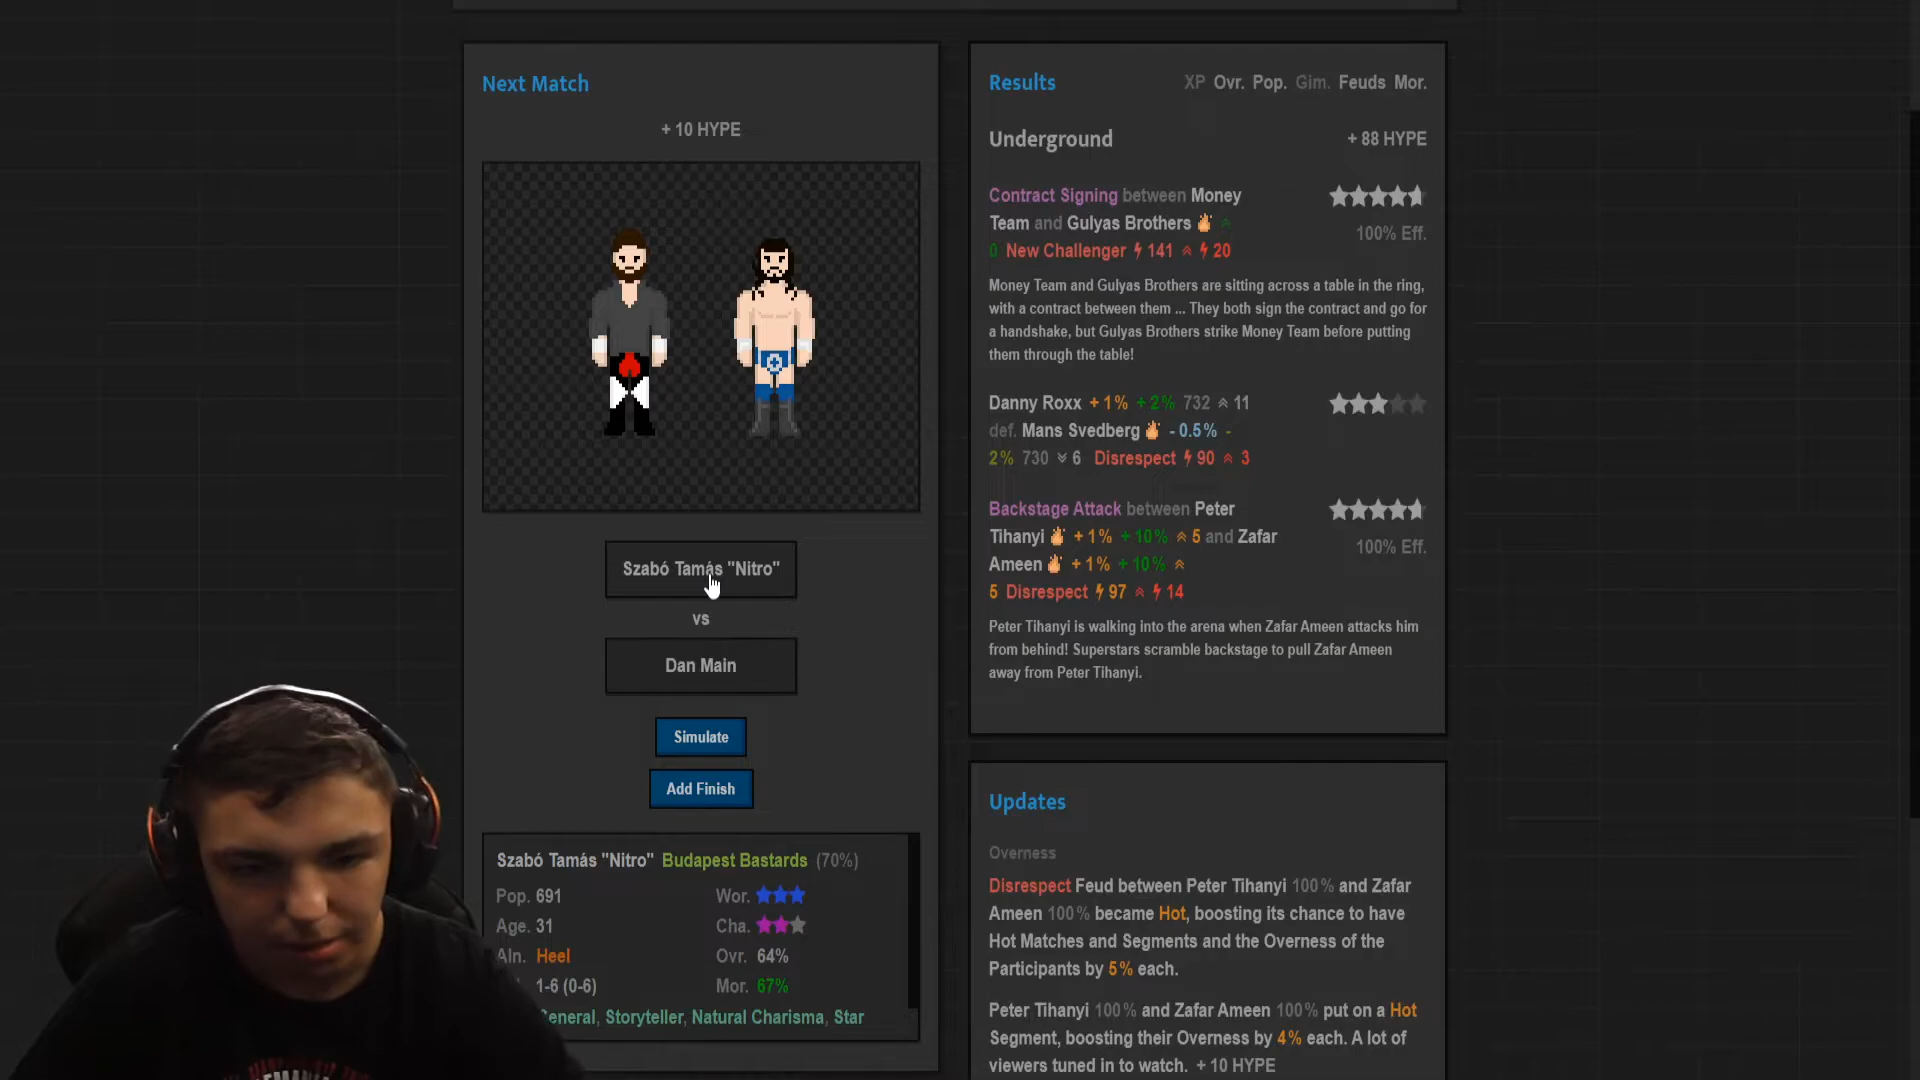 Next Match
+ 10 HYPE
Szabó Tamás "Nitro"
vs
Dan Main
Simulate
Add Finish
Szabó Tamás "Nitro" Budapest Bastards (70%)
Pop. 691 Wor.
Age. 31 Cha.
Aln. Heel Ovr. 64%
1-6 (0-6) Mor. 67%
General, Storyteller, Natural Charisma, Star
Results XP Ovr. Pop. Gim. Feuds Mor.
Underground + 88 HYPE
Contract Signing between Money
Team and Gulyas Brothers
0 New Challenger 141 20
100% Eff.
Money Team and Gulyas Brothers are sitting across a table in the ring,
with a contract between them ... They both sign the contract and go for
a handshake, but Gulyas Brothers strike Money Team before putting
them through the table!
Danny Roxx + 1% + 2% 732 11
def. Mans Svedberg - 0.5% -
2% 730 6 Disrespect 90 3
Backstage Attack between Peter
Tihanyi + 1% + 10% 5 and Zafar
Ameen + 1% + 10%
5 Disrespect 97 14
100% Eff.
Peter Tihanyi is walking into the arena when Zafar Ameen attacks him
from behind! Superstars scramble backstage to pull Zafar Ameen
away from Peter Tihanyi.
Updates
Overness
Disrespect Feud between Peter Tihanyi 100% and Zafar
Ameen 100% became Hot, boosting its chance to have
Hot Matches and Segments and the Overness of the
Participants by 5% each.
Peter Tihanyi 100% and Zafar Ameen 100% put on a Hot
Segment, boosting their Overness by 4% each. A lot of
viewers tuned in to watch. + 10 HYPE